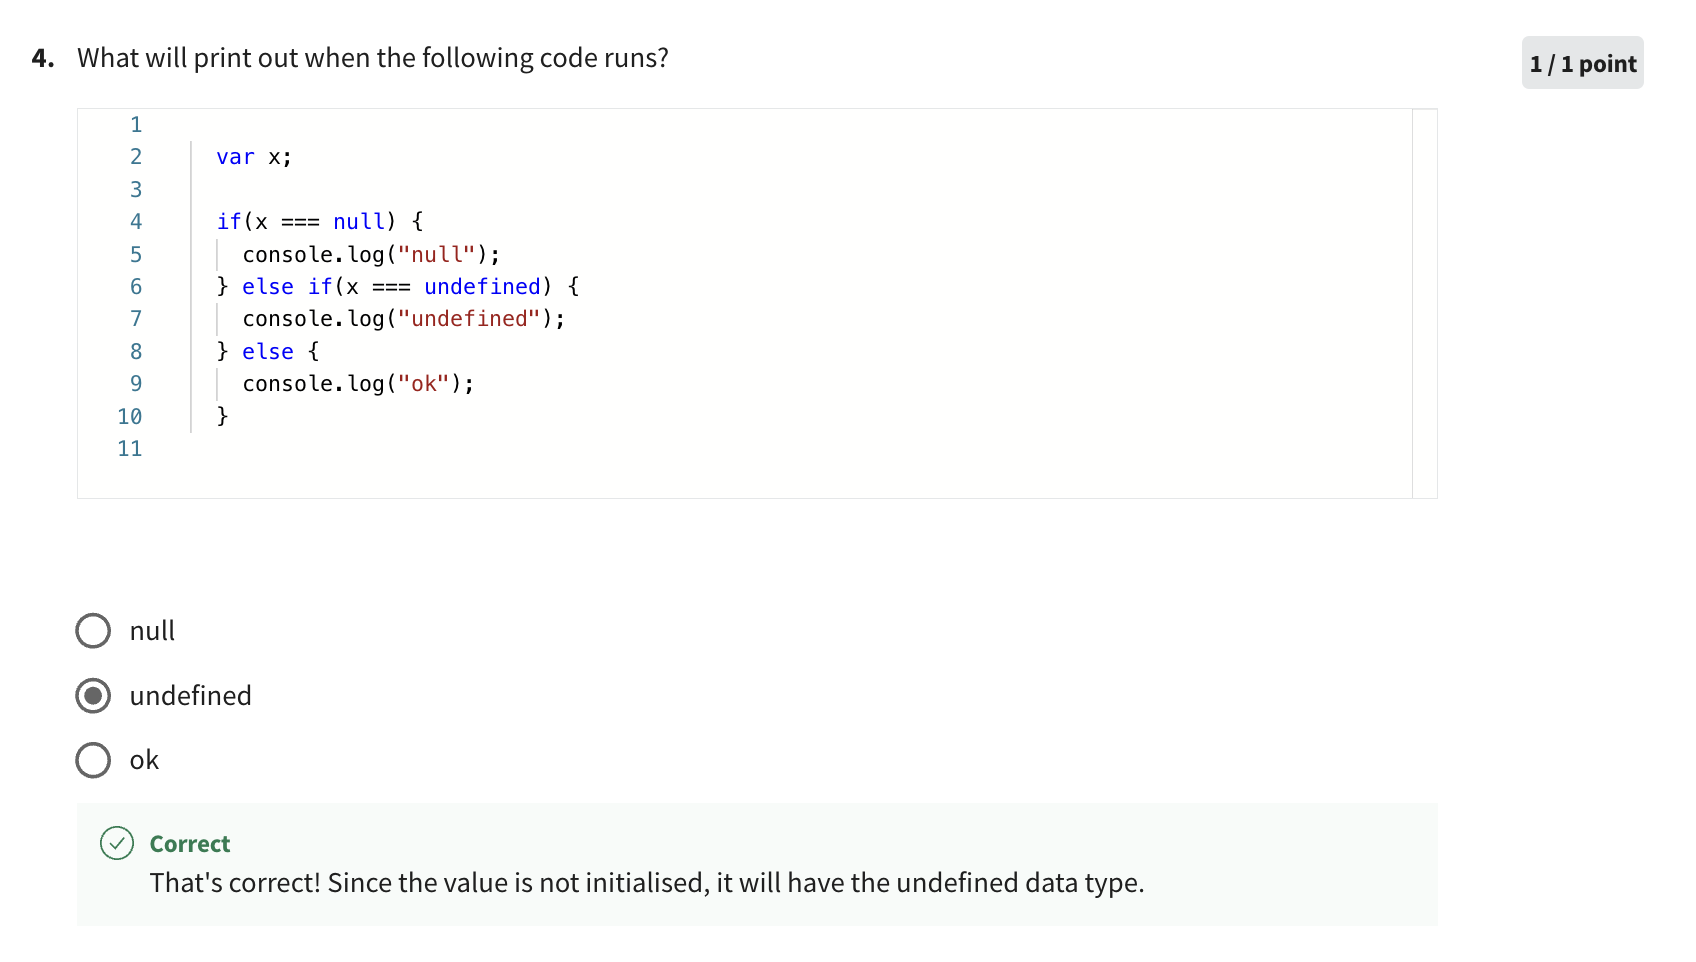 4. What will print out when the following code runs?
1 / 1 point
1
2 var x;
3
4 if(x === null) {
5 console.log("null");
6 } else if(x === undefined) {
7 console.log("undefined");
8 } else {
9 console.log("ok");
10 }
11
null
undefined
ok
Correct
That's correct! Since the value is not initialised, it will have the undefined data type.